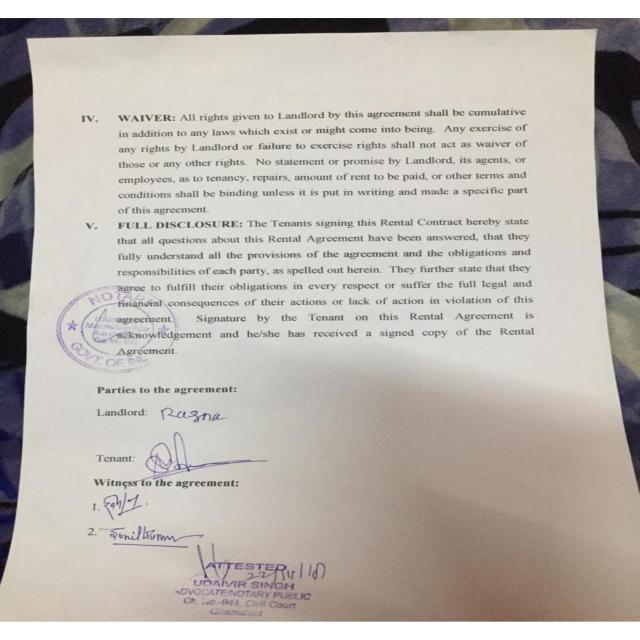 IV. WAIVER: All rights given to Landlord by this agreement shall be cumulative
in addition to any laws which exist or might come into being. Any exercise of
any rights by Landlord or failure to exercise rights shall not act as waiver of
those or any other rights. No statement or promise by Landlord, its agents, or
employees, as to tenancy, repairs, amount of rent to be paid, or other terms and
conditions shall be binding unless it is put in writing and made a specific part
of this agreement.
V. FULL DISCLOSURE: The Tenants signing this Rental Contract hereby state
that all questions about this Rental Agreement have been answered, that they
fully understand all the provisions of the agreement and the obligations and
responsibilities of each party, as spelled out herein. They further state that they
agree to fulfill their obligations in every respect or suffer the full legal and
financial consequences of their actions or lack of action in violation of this
agreement. Signature by the Tenant on this Rental Agreement is
acknowledgement and he/she has received a signed copy of the Rental
Agreement.
NOTARY
GOVT. OF IN
Parties to the agreement:
Landlord: Ragna
Tenant:
Witness to the agreement:
1.
2. Sunil Kumar
ATTESTED
UDAIVIR SINGH
ADVOCATE/NOTARY PUBLIC
Ch. No.-944, Civil Court